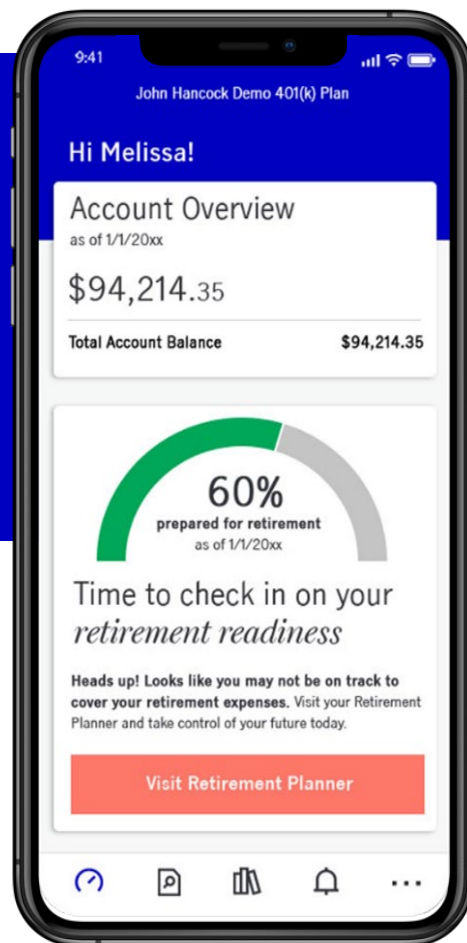 9:41
John Hancock Demo 401(k) Plan
Hi Melissa!
Account Overview
as of 1/1/20xx
$94,214.35
Total Account Balance $94,214.35
60%
prepared for retirement
as of 1/1/20xx
Time to check in on your
retirement readiness
Heads up! Looks like you may not be on track to
cover your retirement expenses. Visit your Retirement
Planner and take control of your future today.
Visit Retirement Planner